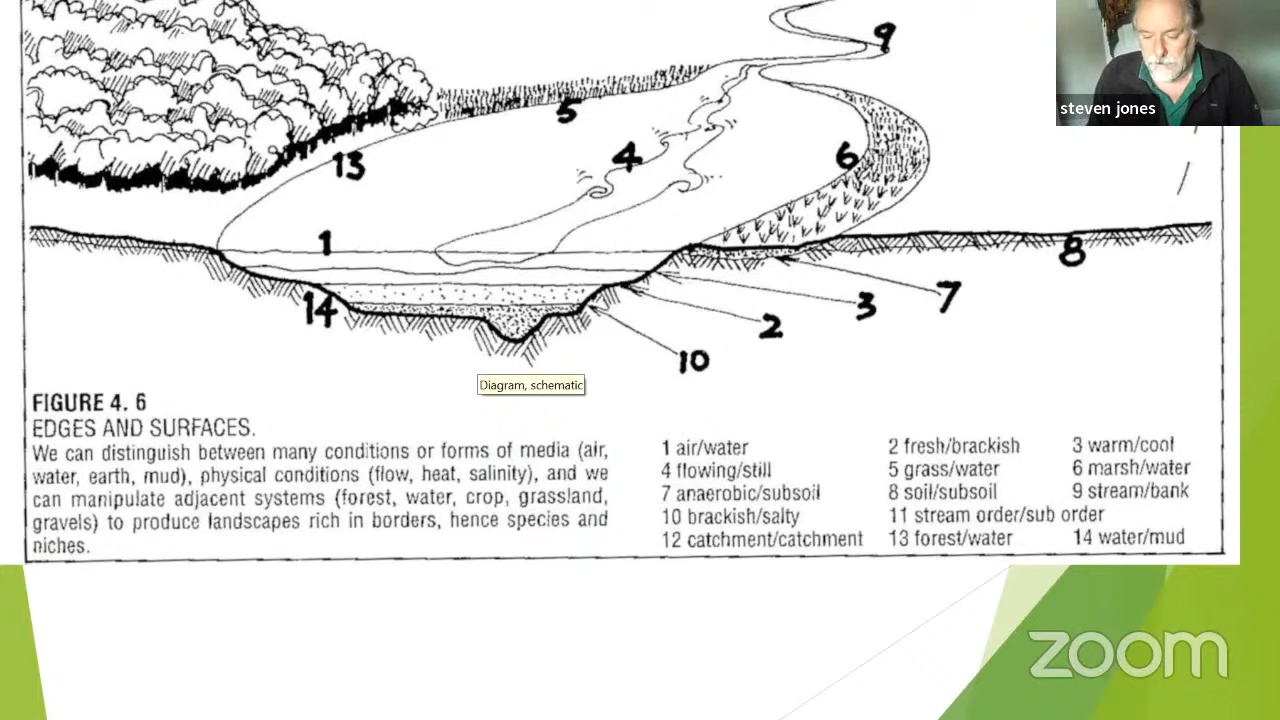 9
steven jones
5
4
6
13
1
8
7
3
14
2
10
Diagram, schematic
FIGURE 4. 6
EDGES AND SURFACES.
We can distinguish between many conditions or forms of media (air,
water, earth, mud), physical conditions (flow, heat, salinity), and we
can manipulate adjacent systems (forest, water, crop, grassland,
gravels) to produce landscapes rich in borders, hence species and
niches.
1 air/water 2 fresh/brackish 3 warm/cool
4 flowing/still 5 grass/water 6 marsh/water
7 anaerobic/subsoil 8 soil/subsoil 9 stream/bank
10 brackish/salty 11 stream order/sub order
12 catchment/catchment 13 forest/water 14 water/mud
zoom